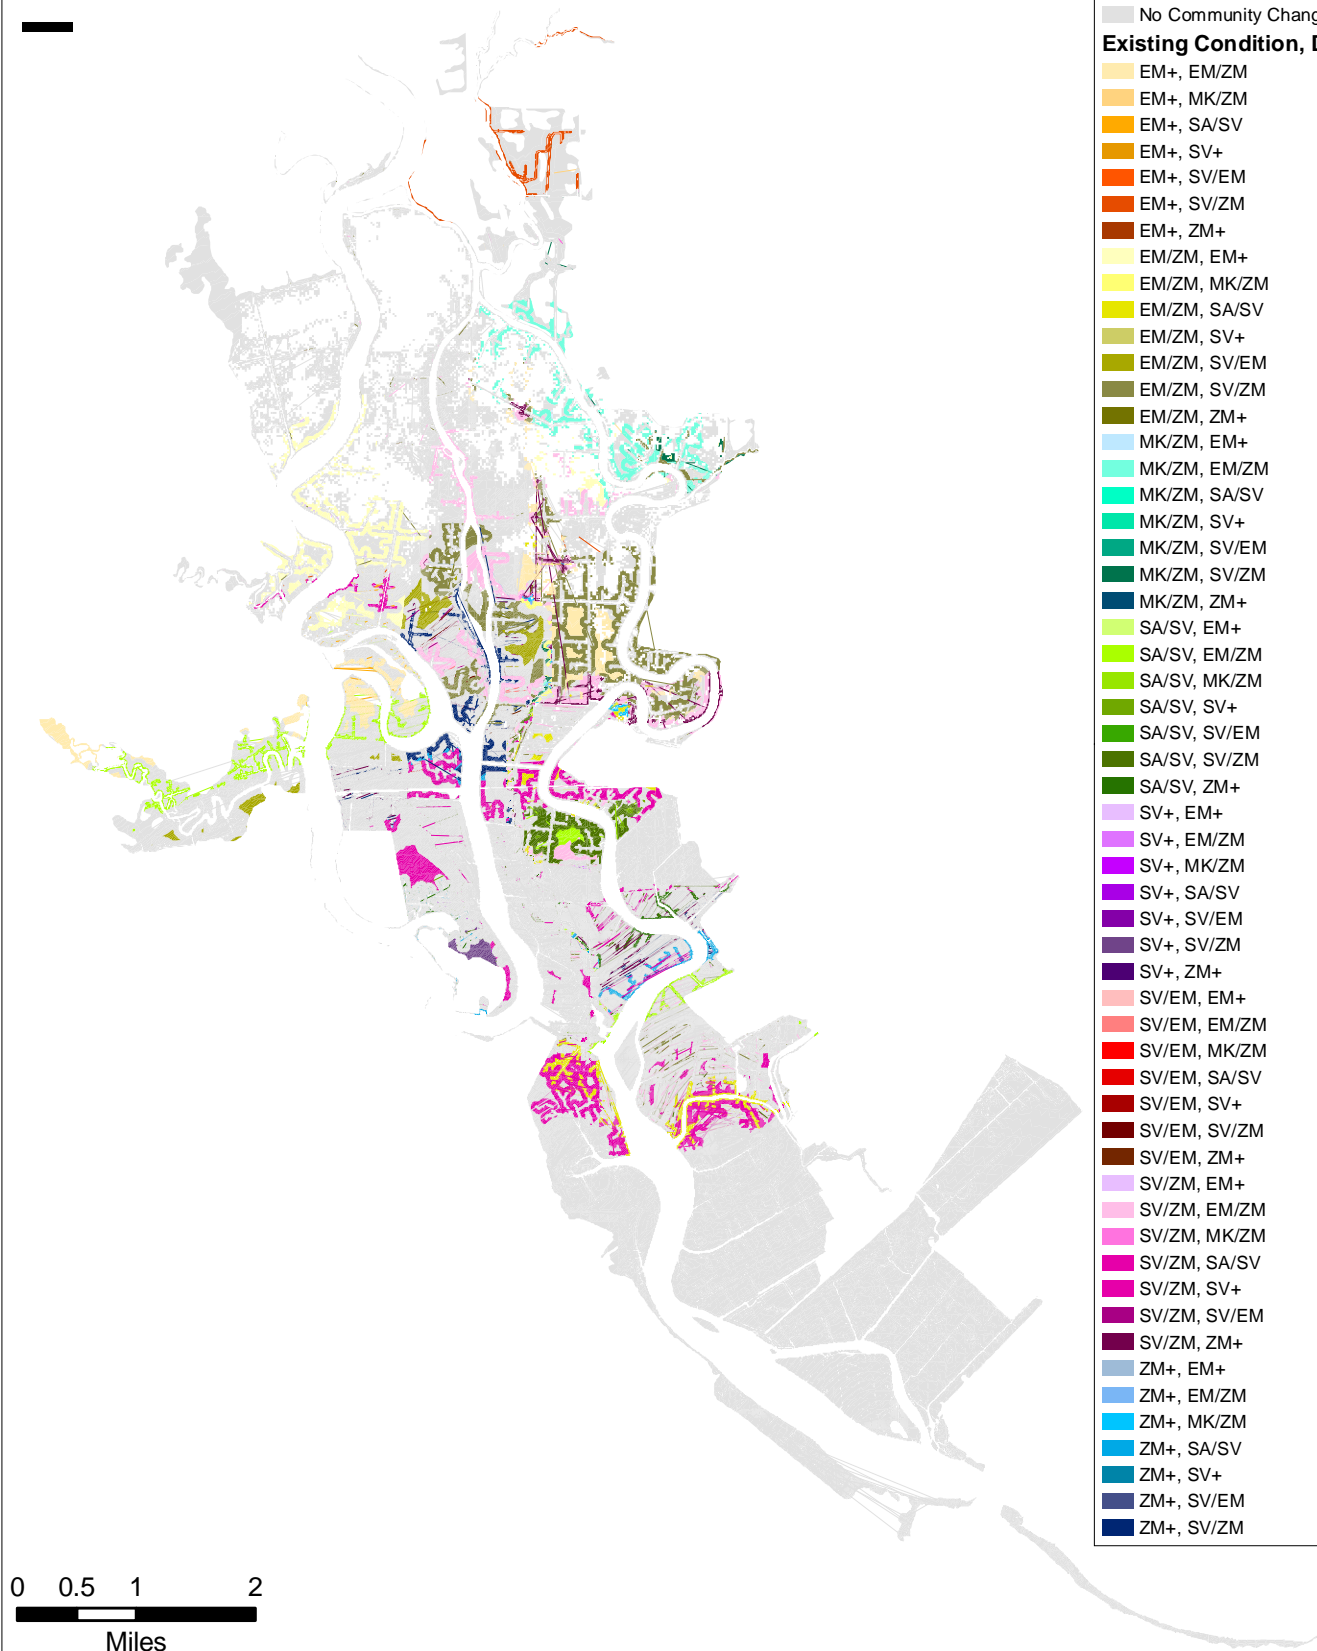 No Community Chang
Existing Condition, D
EM+, EM/ZM
EM+, MK/ZM
EM+, SA/SV
EM+, SV+
EM+, SV/EM
EM+, SV/ZM
EM+, ZM+
EM/ZM, EM+
EM/ZM, MK/ZM
EM/ZM, SA/SV
EM/ZM, SV+
EM/ZM, SV/EM
EM/ZM, SV/ZM
EM/ZM, ZM+
MK/ZM, EM+
MK/ZM, EM/ZM
MK/ZM, SA/SV
MK/ZM, SV+
MK/ZM, SV/EM
MK/ZM, SV/ZM
MK/ZM, ZM+
SA/SV, EM+
SA/SV, EM/ZM
SA/SV, MK/ZM
SA/SV, SV+
SA/SV, SV/EM
SA/SV, SV/ZM
SA/SV, ZM+
SV+, EM+
SV+, EM/ZM
SV+, MK/ZM
SV+, SA/SV
SV+, SV/EM
SV+, SV/ZM
SV+, ZM+
SV/EM, EM+
SV/EM, EM/ZM
SV/EM, MK/ZM
SV/EM, SA/SV
SV/EM, SV+
SV/EM, SV/ZM
SV/EM, ZM+
SV/ZM, EM+
SV/ZM, EM/ZM
SV/ZM, MK/ZM
SV/ZM, SA/SV
SV/ZM, SV+
SV/ZM, SV/EM
SV/ZM, ZM+
ZM+, EM+
ZM+, EM/ZM
ZM+, MK/ZM
ZM+, SA/SV
ZM+, SV+
ZM+, SV/EM
ZM+, SV/ZM
0 0.5 1 2
Miles